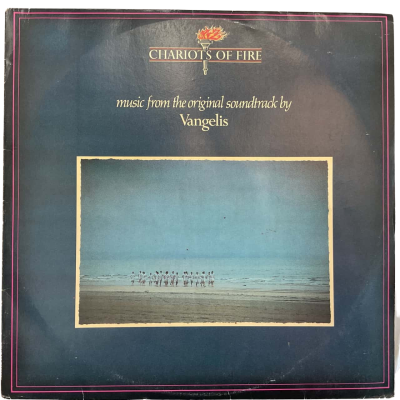 CHARIOTS OF FIRE
music from the original soundtrack by
Vangelis